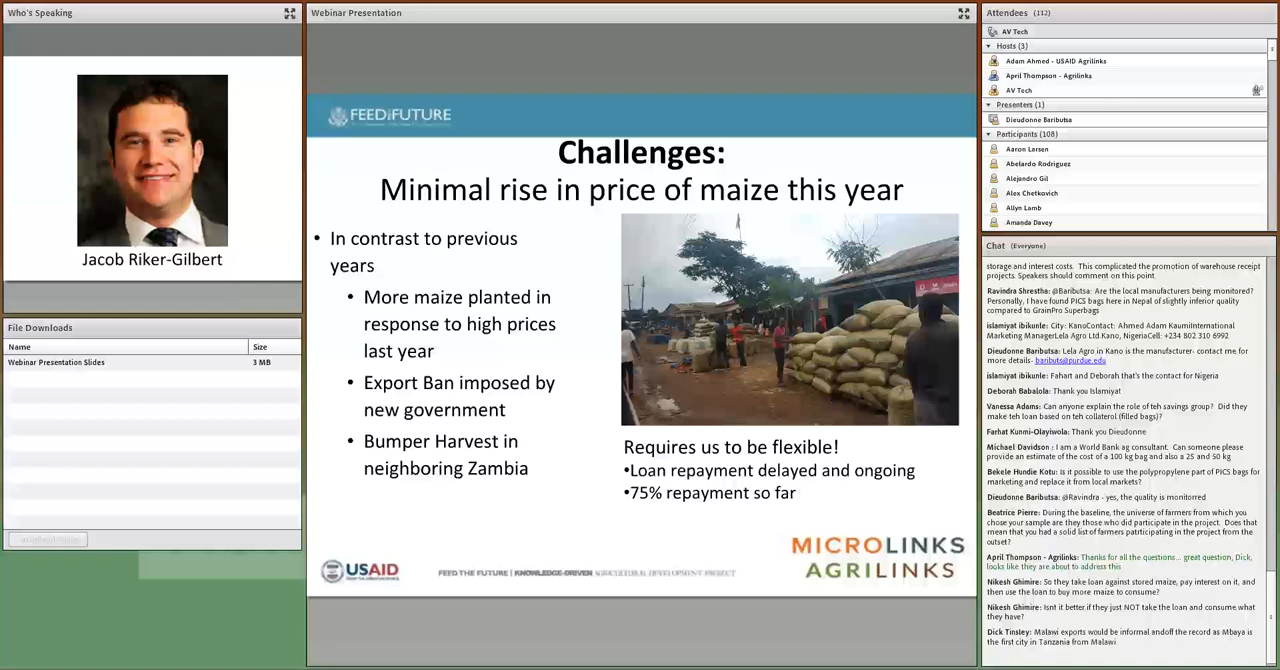 Who's Speaking
Jacob Riker-Gilbert
File Downloads
Name
Size
Webinar Presentation Slides
3 MB
Webinar Presentation
FEED FUTURE
Challenges:
Minimal rise in price of maize this year
• In contrast to previous
years
• More maize planted in
response to high prices
last year
• Export Ban imposed by
new government
• Bumper Harvest in
neighboring Zambia
Requires us to be flexible!
•Loan repayment delayed and ongoing
•75% repayment so far
MICROLINKS
AGRILINKS
USAID
FEED THE FUTURE | KNOWLEDGE-DRIVEN AGRICULTURAL DEVELOPMENT PROJECT
Attendees (112)
AV Tech
Hosts (3)
Adam Ahmed - USAID Agrilinks
April Thompson - Agrilinks
AV Tech
Presenters (1)
Dieudonne Baributsa
Participants (108)
Aaron Larsen
Abelardo Rodriguez
Alejandro Gil
Alex Chetkovich
Allyn Lamb
Amanda Davey
Chat (Everyone)
storage and interest costs. This complicated the promotion of warehouse receipt
projects. Speakers should comment on this point.
Ravindra Shrestha: @Baributsa: Are the local manufacturers being monitored?
Personally, I have found PICS bags here in Nepal of slightly inferior quality
compared to GrainPro Superbags
islamiyat ibikunle: City: KanoContact: Ahmed Adam KaumiInternational
Marketing ManagerLela Agro Ltd.Kano, NigeriaCell: +234 802 310 6992
Dieudonne Baributsa: Lela Agro in Kano is the manufacturer- contact me for
more details- baributs@purdue.edu
islamiyat ibikunle: Fahart and Deborah that's the contact for Nigeria
Deborah Babalola: Thank you Islamiyat
Vanessa Adams: Can anyone explain the role of teh savings group? Did they
make teh loan based on teh collateral (filled bags)?
Farhat Kunmi-Olayiwola: Thank you Dieudonne
Michael Davidson : I am a World Bank ag consultant. Can someone please
provide an estimate of the cost of a 100 kg bag and also a 25 and 50 kg
Bekele Hundie Kotu: Is it possible to use the polypropylene part of PICS bags for
marketing and replace it from local markets?
Dieudonne Baributsa: @Ravindra - yes, the quality is monitorred
Beatrice Pierre: During the baseline, the universe of farmers from which you
chose your sample are they those who did participate in the project. Does that
mean that you had a solid list of farmers patrticipating in the project from the
outset?
April Thompson - Agrilinks: Thanks for all the questions... great question, Dick,
looks like they are about to address this
Nikesh Ghimire: So they take loan against stored maize, pay interest on it, and
then use the loan to buy more maize to consume?
Nikesh Ghimire: Isnt it better if they just NOT take the loan and consume what
they have?
Dick Tinsley: Malawi exports would be informal andoff the record as Mbaya is
the first city in Tanzania from Malawi